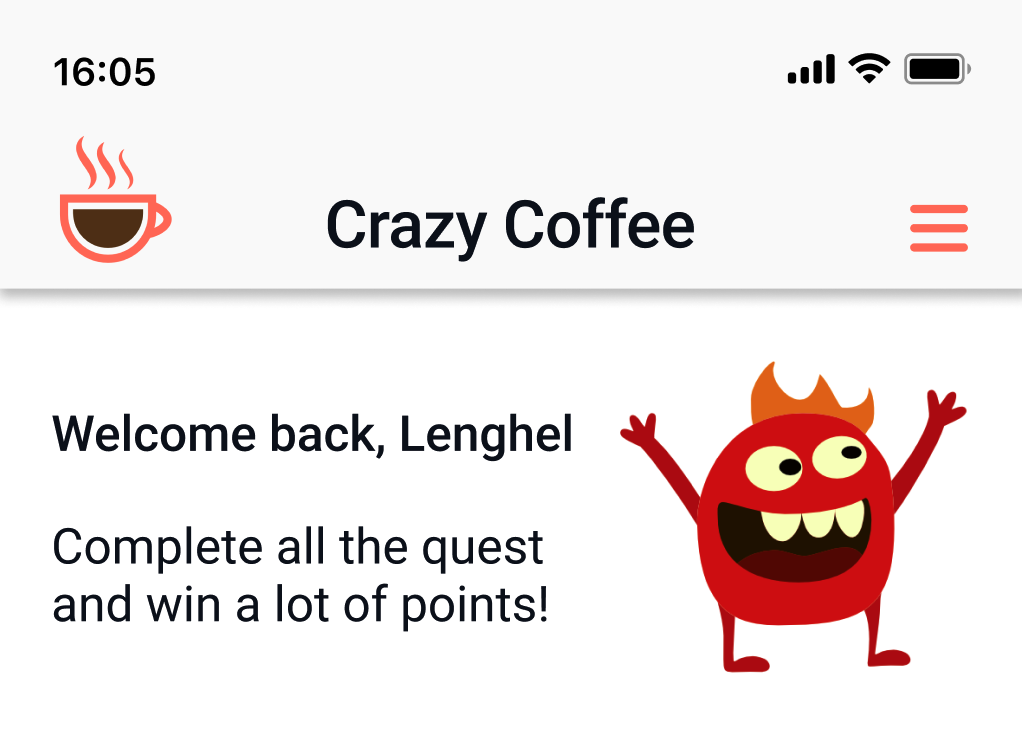 16:05
Crazy Coffee
Welcome back, Lenghel
Complete all the quest
and win a lot of points!